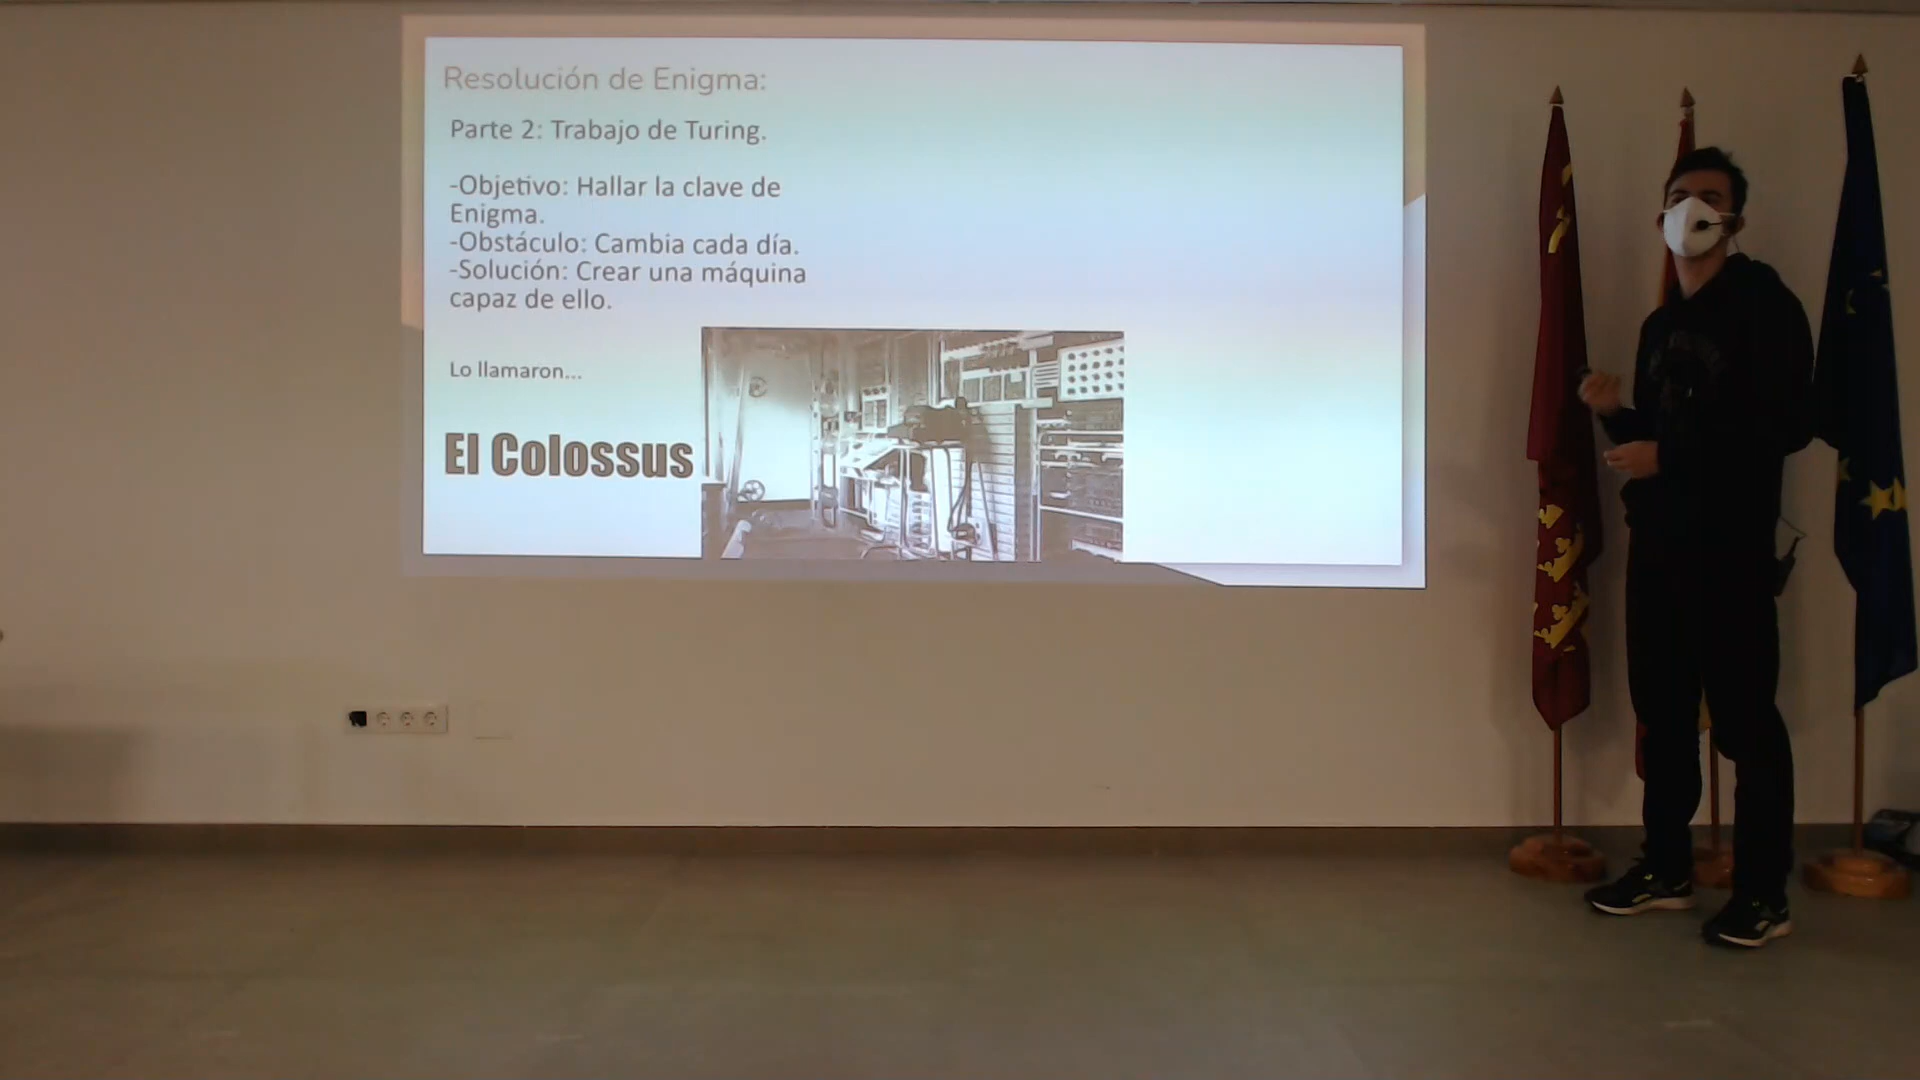 Resolución de Enigma:
Parte 2: Trabajo de Turing.
-Objetivo: Hallar la clave de
Enigma.
-Obstáculo: Cambia cada día.
-Solución: Crear una máquina
capaz de ello.
Lo llamaron...
El Colossus